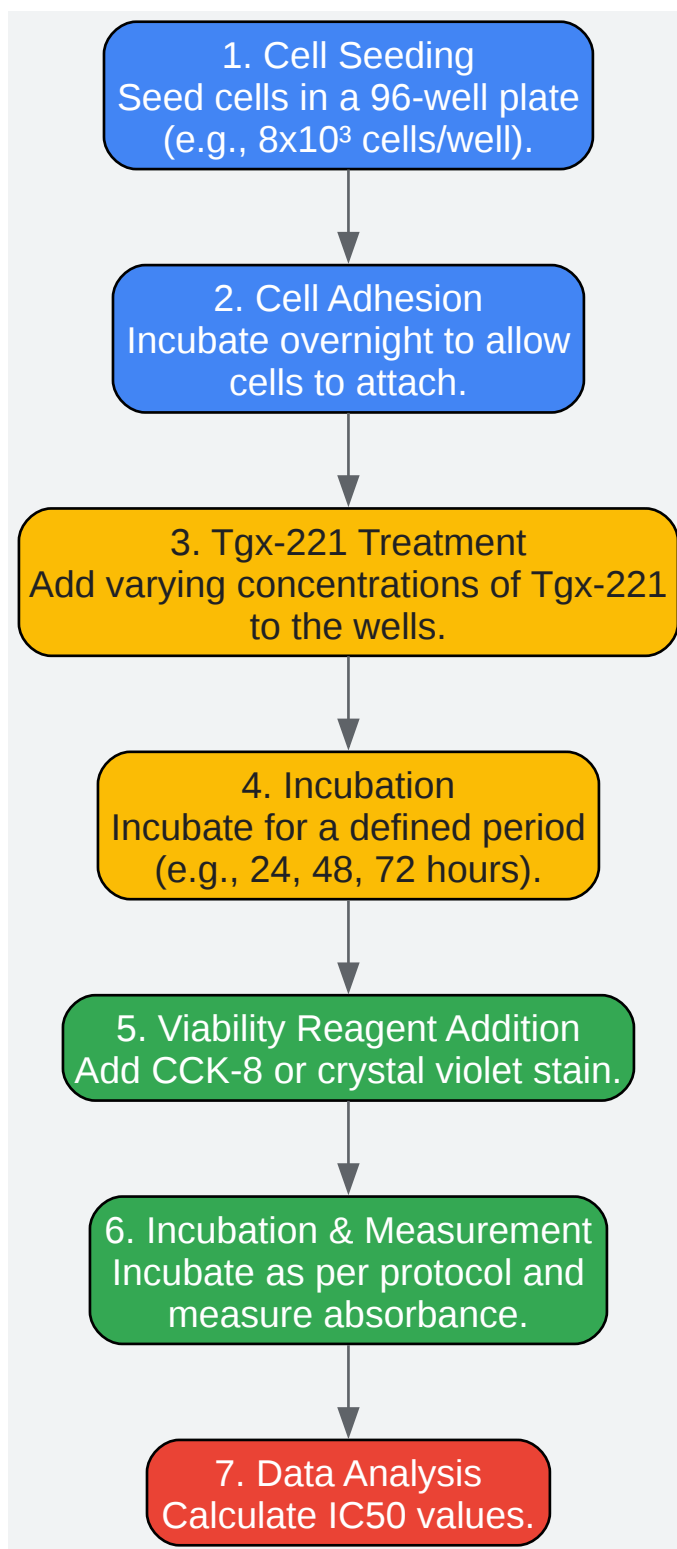 1. Cell Seeding
Seed cells in a 96-well plate
(e.g., 8x10³ cells/well).
2. Cell Adhesion
Incubate overnight to allow
cells to attach.
3. Tgx-221 Treatment
Add varying concentrations of Tgx-221
to the wells.
4. Incubation
Incubate for a defined period
(e.g., 24, 48, 72 hours).
5. Viability Reagent Addition
Add CCK-8 or crystal violet stain.
6. Incubation & Measurement
Incubate as per protocol and
measure absorbance.
7. Data Analysis
Calculate IC50 values.